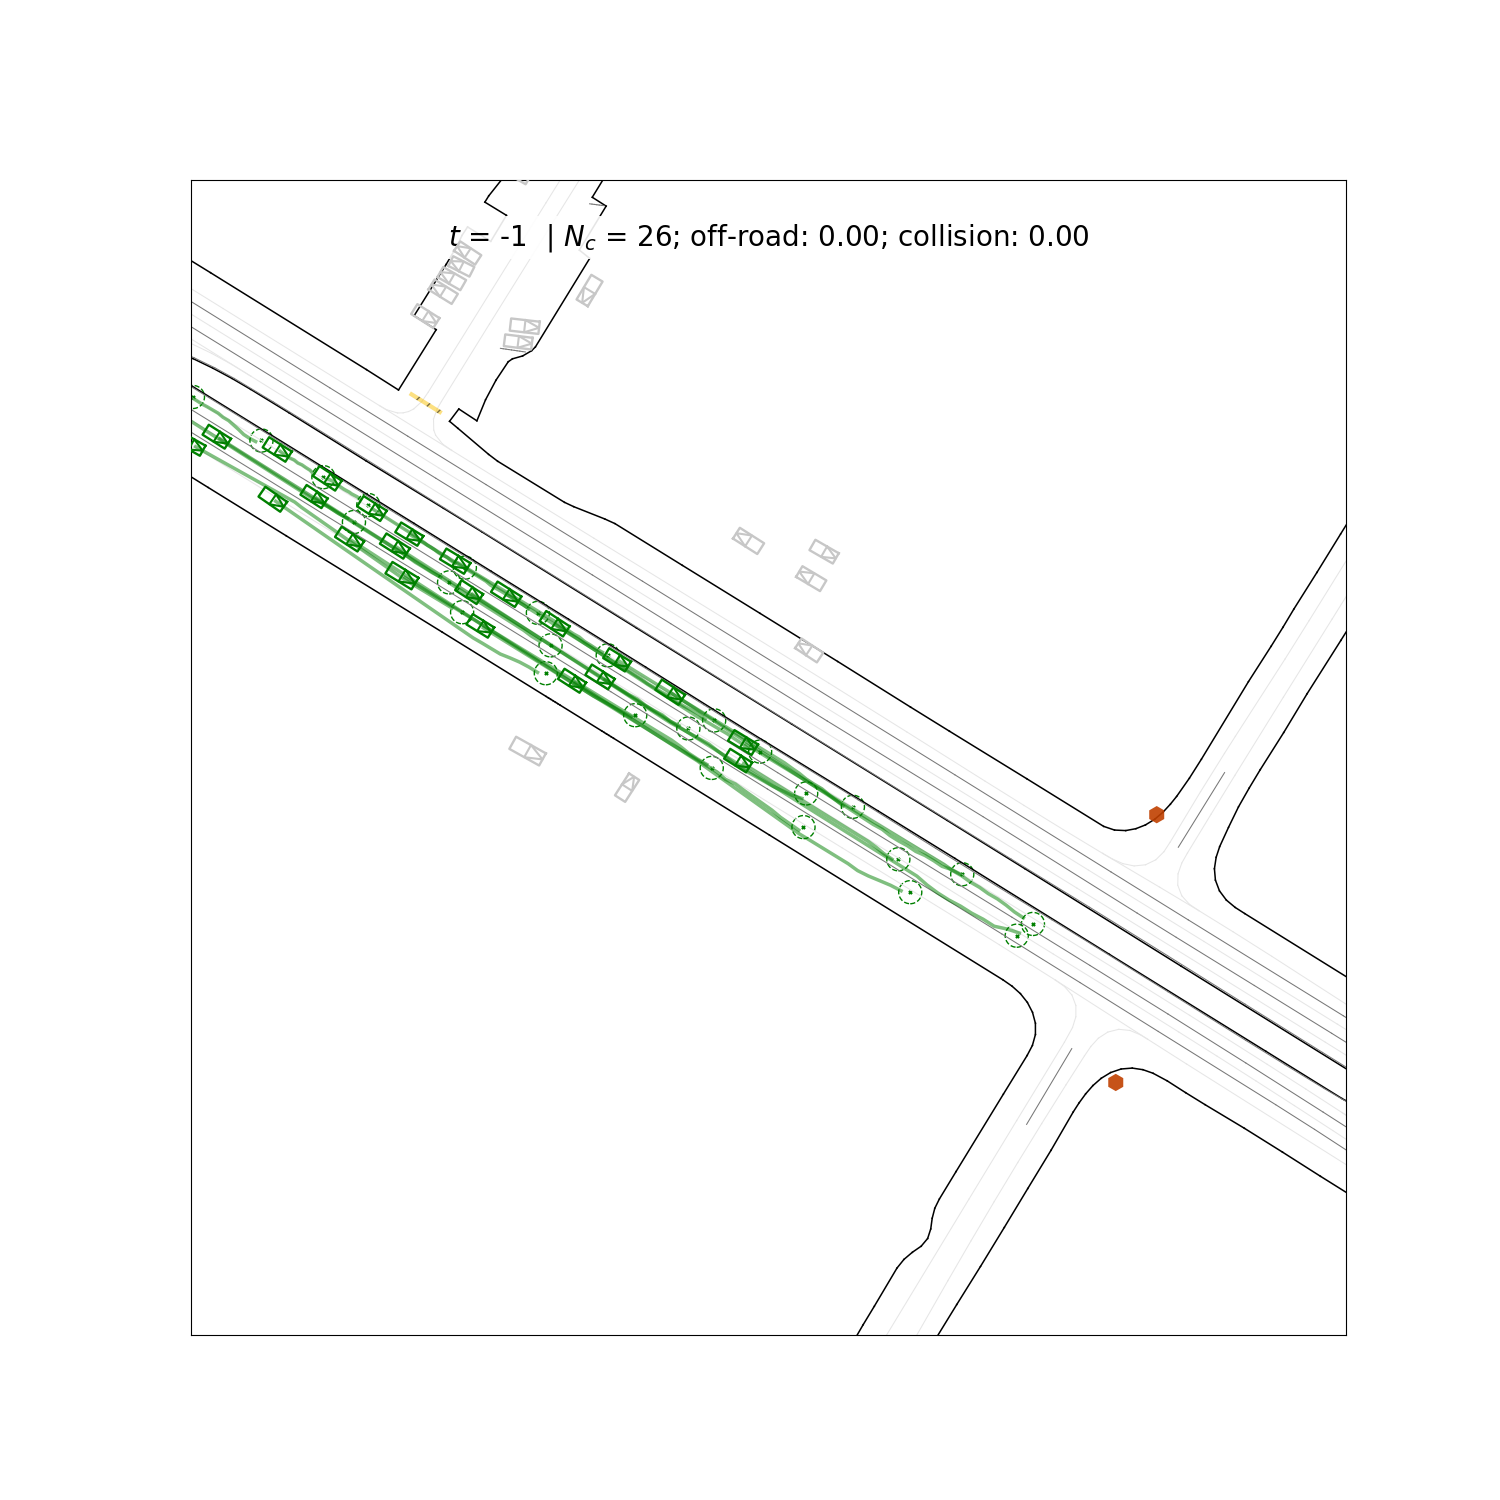 t = -1 | N_c = 26; off-road: 0.00; collision: 0.00